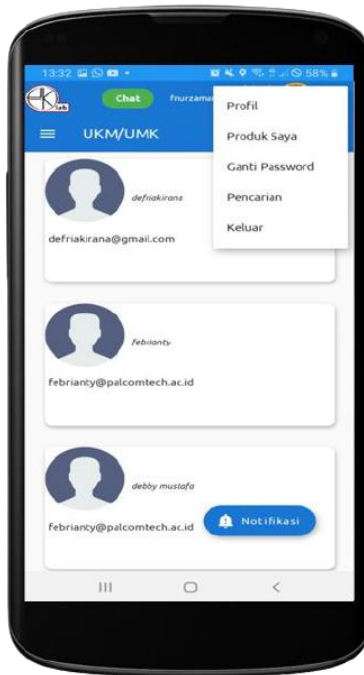 13:32
58%
lab
Chat
fnurzama
Profil
UKM/UMK
Produk Saya
Ganti Password
Pencarian
Keluar
defriakirana
defriakirana@gmail.com
febrianty
febrianty@palcomtech.ac.id
debby mustafa
febrianty@palcomtech.ac.id
Notifikasi